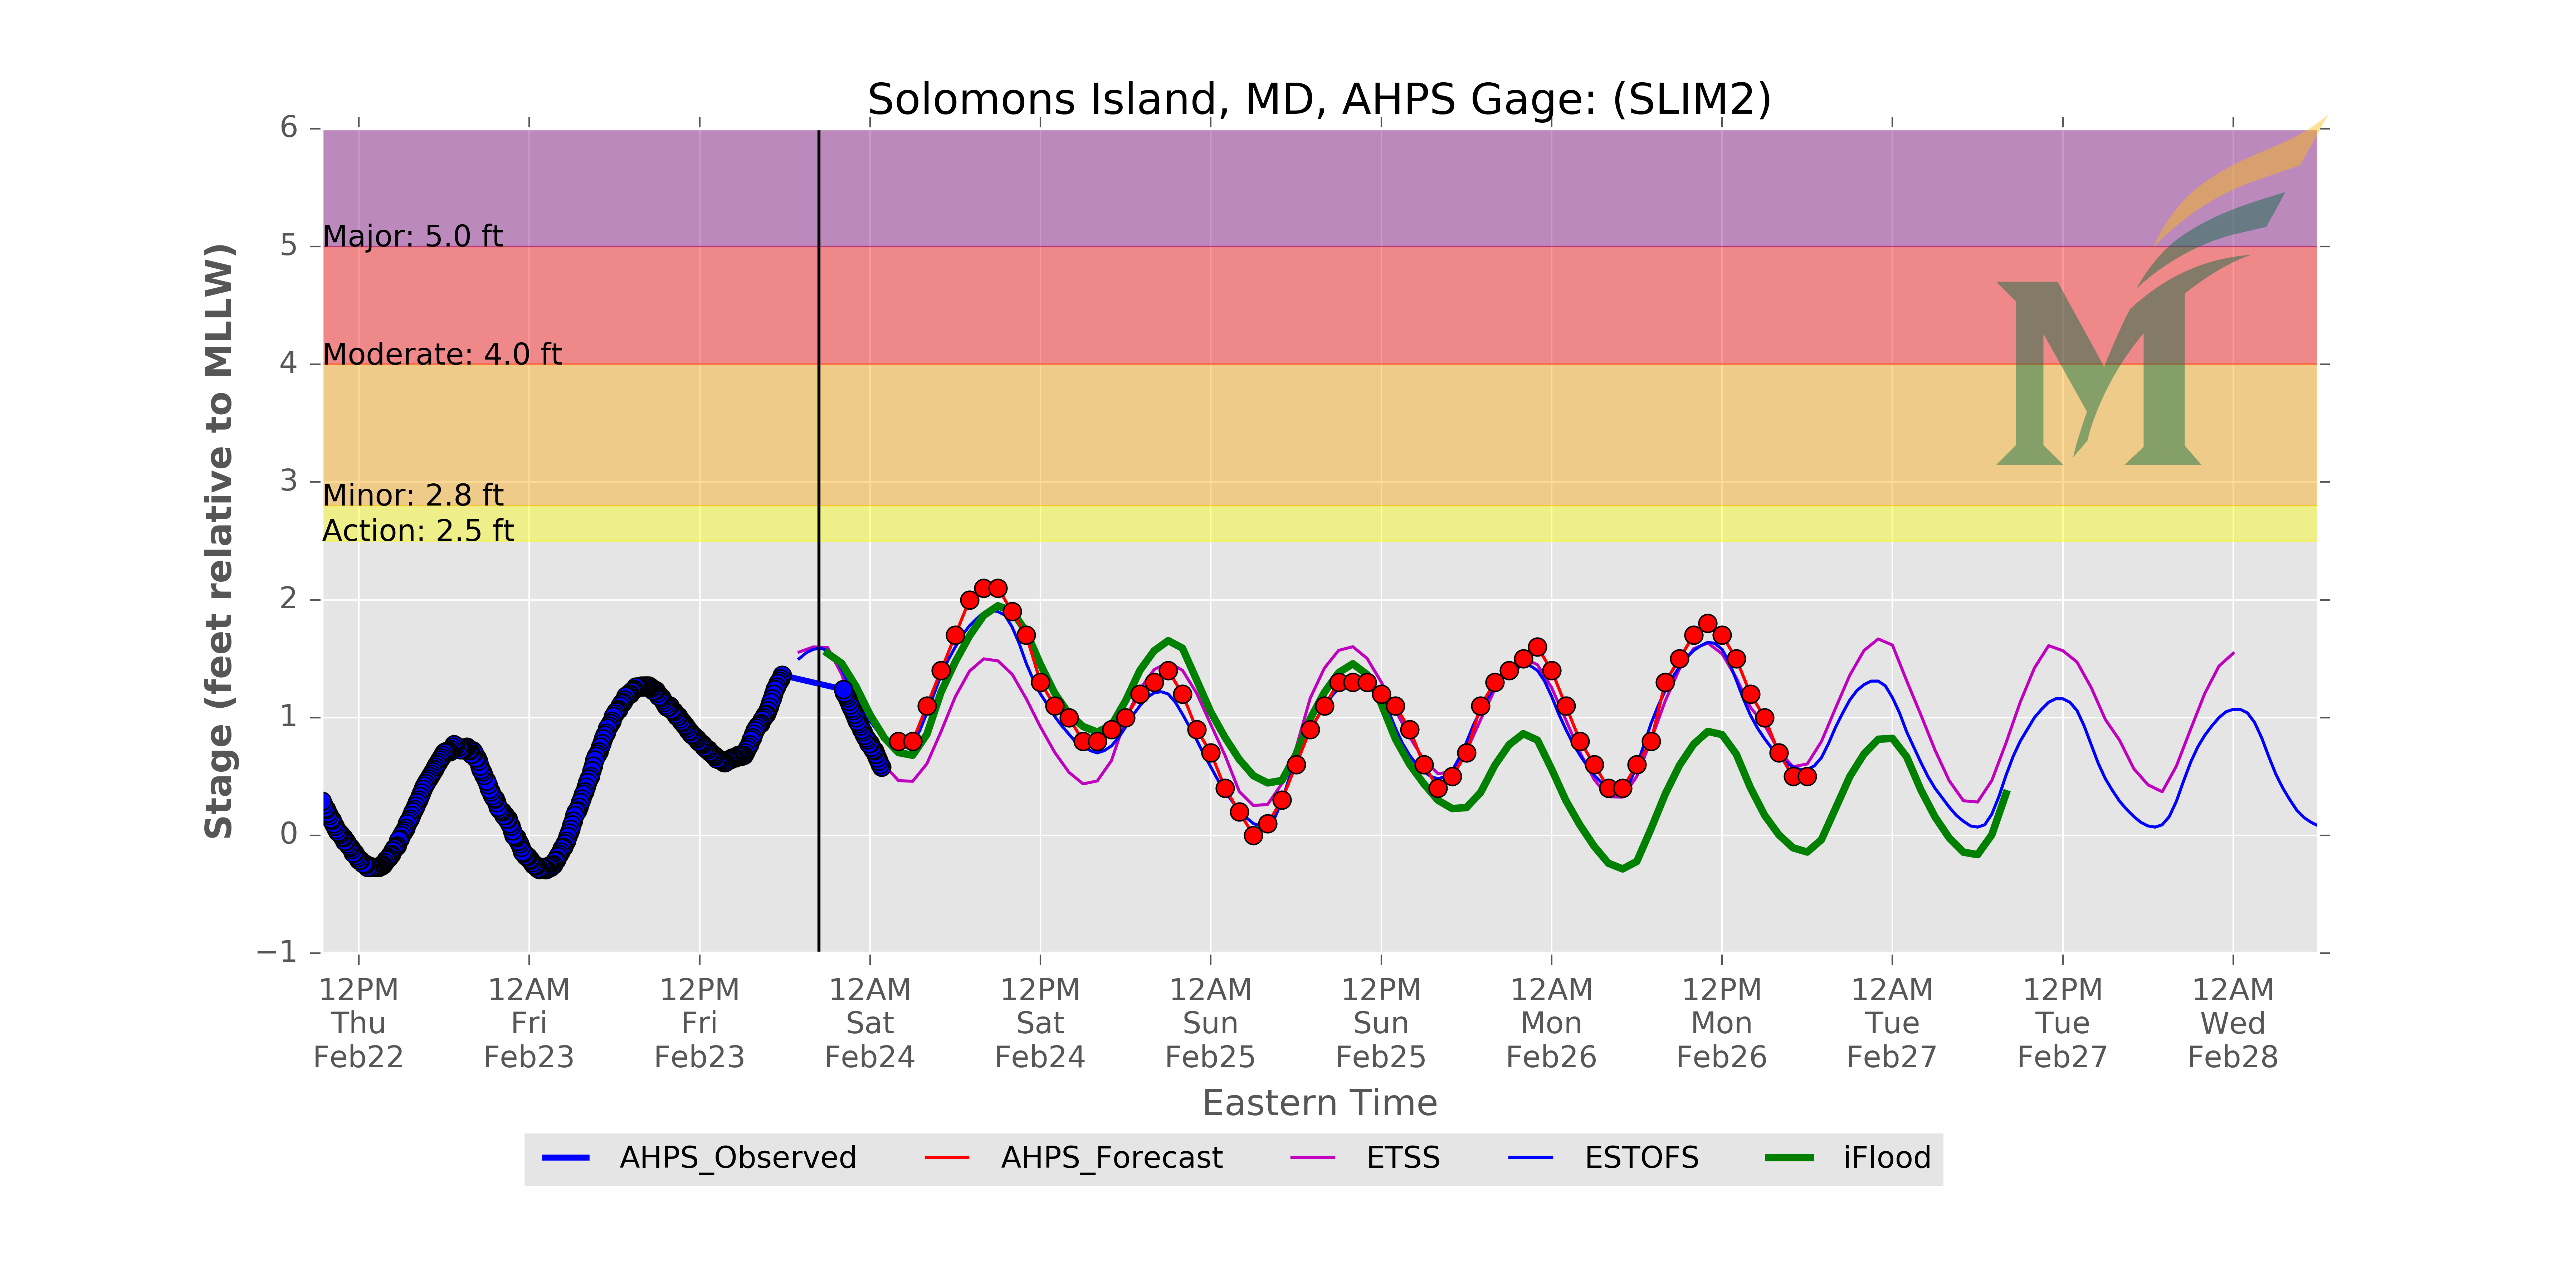 Solomons Island, MD, AHPS Gage: (SLIM2)
Stage (feet relative to MLLW)
6
5
4
3
2
1
0
−1
Major: 5.0 ft
Moderate: 4.0 ft
Minor: 2.8 ft
Action: 2.5 ft
M
12PM 12AM 12PM 12AM 12PM 12AM 12PM 12AM 12PM 12AM 12PM 12AM
Thu Fri Fri Sat Sat Sun Sun Mon Mon Tue Tue Wed
Feb22 Feb23 Feb23 Feb24 Feb24 Feb25 Feb25 Feb26 Feb26 Feb27 Feb27 Feb28
Eastern Time
AHPS_Observed AHPS_Forecast ETSS ESTOFS iFlood